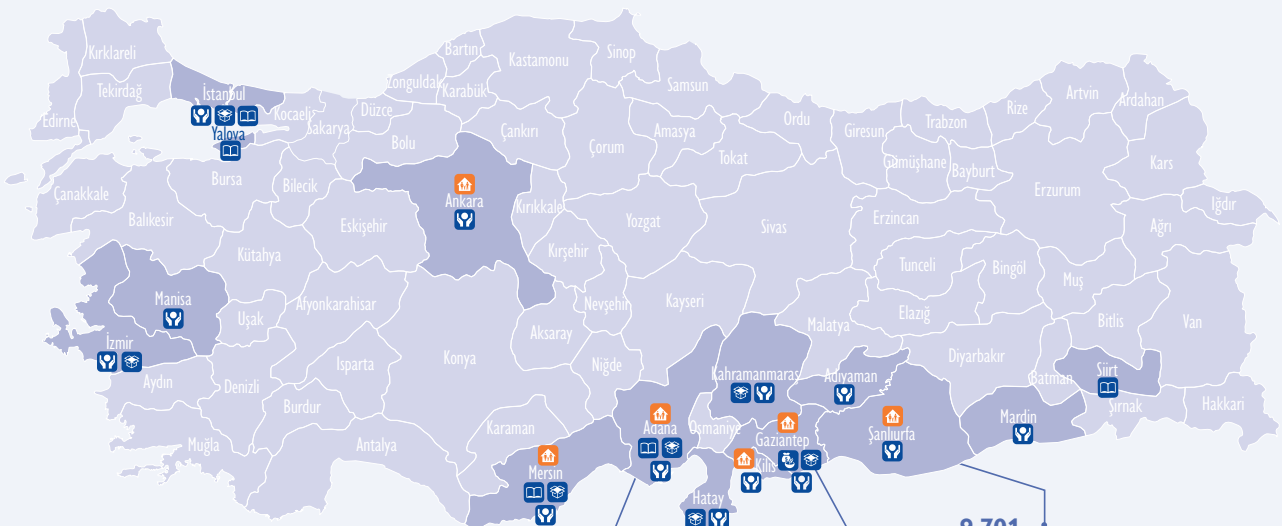 Kırklareli
Tekirdağ
Edirne
İstanbul
Yalova
Kocaeli
Sakarya
Düzce
Zonguldak
Bartın
Karabük
Kastamonu
Sinop
Samsun
Çankırı
Bolu
Çorum
Amasya
Tokat
Ordu
Giresun
Trabzon
Gümüşhane
Bayburt
Rize
Artvin
Ardahan
Kars
Erzurum
Iğdır
Ağrı
Çanakkale
Balıkesir
Bursa
Bilecik
Eskişehir
Kütahya
Ankara
Kırıkkale
Kırşehir
Yozgat
Sivas
Erzincan
Tunceli
Bingöl
Muş
Bitlis
Van
Manisa
İzmir
Uşak
Afyonkarahisar
Aydın
Denizli
Isparta
Burdur
Muğla
Antalya
Konya
Aksaray
Nevşehir
Niğde
Kayseri
Karaman
Mersin
Adana
Osmaniye
Kahramanmaraş
Malatya
Elazığ
Adıyaman
Gaziantep
Kilis
Hatay
Şanlıurfa
Diyarbakır
Batman
Mardin
Siirt
Şırnak
Hakkari
9,701